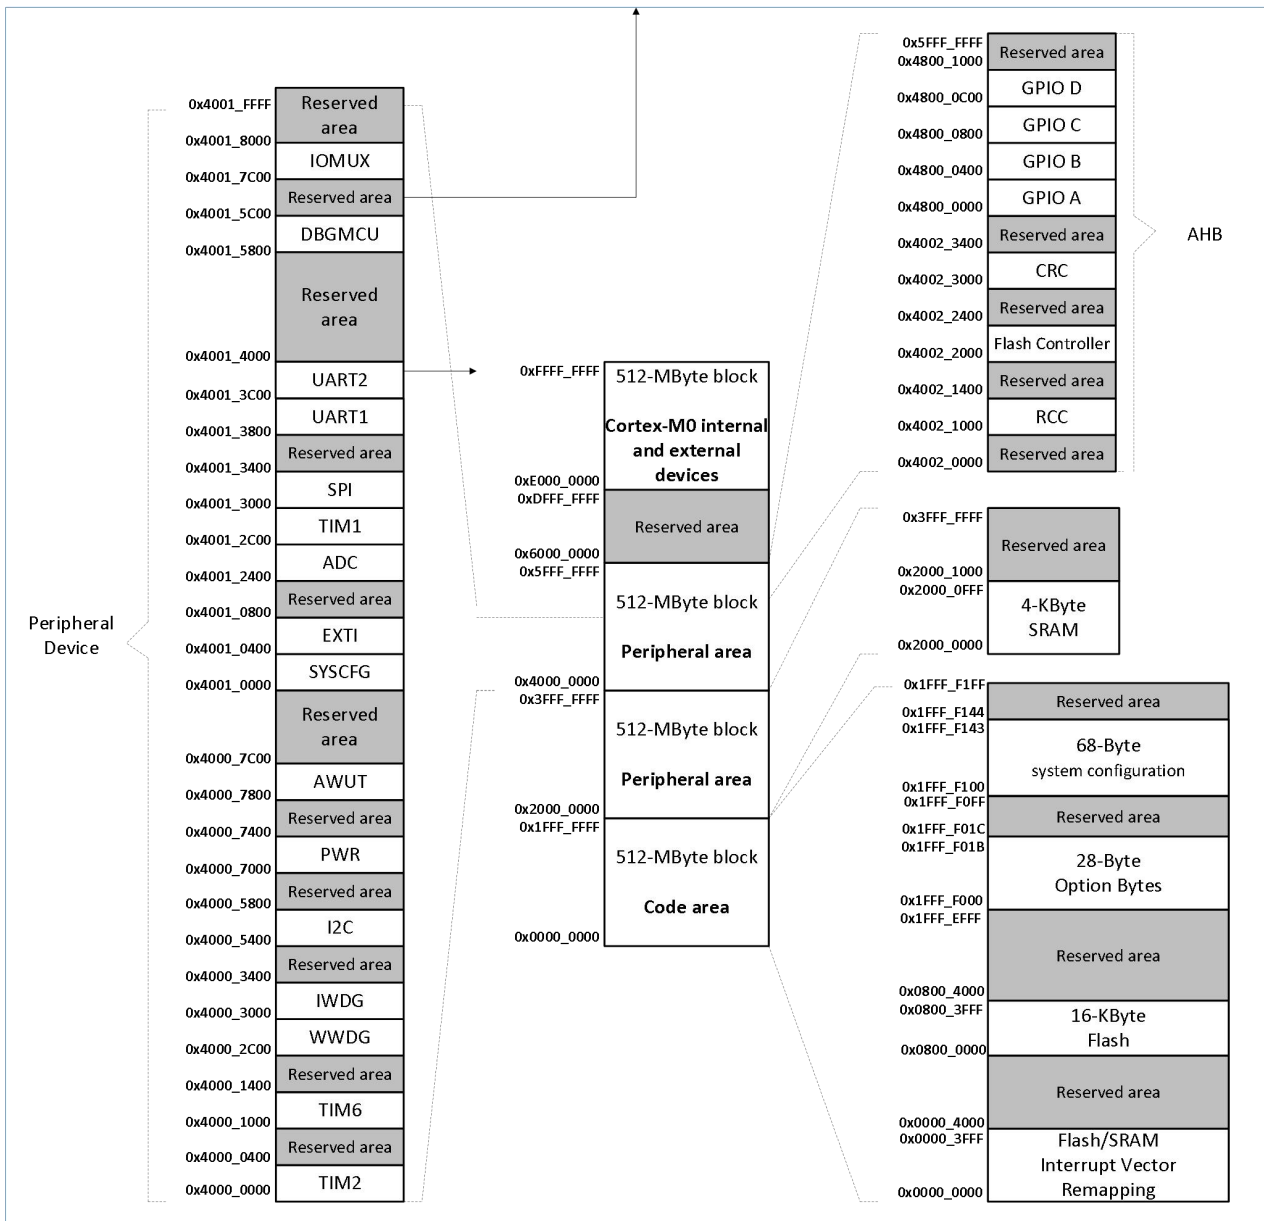 Peripheral
Device
0x4001_FFFF
Reserved
area
0x4001_8000
IOMUX
0x4001_7C00
Reserved area
0x4001_5C00
DBGMCU
0x4001_5800
Reserved
area
0x4001_4000
UART2
0x4001_3C00
UART1
0x4001_3800
Reserved area
0x4001_3400
SPI
0x4001_3000
TIM1
0x4001_2C00
ADC
0x4001_2400
Reserved area
0x4001_0800
EXTI
0x4001_0400
SYSCFG
0x4001_0000
Reserved
area
0x4000_7C00
AWUT
0x4000_7800
Reserved area
0x4000_7400
PWR
0x4000_7000
Reserved area
0x4000_5800
I2C
0x4000_5400
Reserved area
0x4000_3400
IWDG
0x4000_3000
WWDG
0x4000_2C00
Reserved area
0x4000_1400
TIM6
0x4000_1000
Reserved area
0x4000_0400
TIM2
0x4000_0000
0xFFFF_FFFF
512-MByte block
Cortex-M0 internal
and external
devices
0xE000_0000
0xDFFF_FFFF
Reserved area
0x6000_0000
0x5FFF_FFFF
512-MByte block
Peripheral area
0x4000_0000
0x3FFF_FFFF
512-MByte block
Peripheral area
0x2000_0000
0x1FFF_FFFF
512-MByte block
Code area
0x0000_0000
0x5FFF_FFFF
Reserved area
0x4800_1000
GPIO D
0x4800_0C00
GPIO C
0x4800_0800
GPIO B
0x4800_0400
GPIO A
0x4800_0000
Reserved area
0x4002_3400
CRC
0x4002_3000
Reserved area
0x4002_2400
Flash Controller
0x4002_2000
Reserved area
0x4002_1400
RCC
0x4002_1000
Reserved area
0x4002_0000
AHB
0x3FFF_FFFF
Reserved area
0x2000_1000
0x2000_0FFF
4-KByte
SRAM
0x2000_0000
0x1FFF_F1FF
Reserved area
0x1FFF_F144
0x1FFF_F143
68-Byte
system configuration
0x1FFF_F100
0x1FFF_F0FF
Reserved area
0x1FFF_F01C
0x1FFF_F01B
28-Byte
Option Bytes
0x1FFF_F000
0x1FFF_EFFF
Reserved area
0x0800_4000
0x0800_3FFF
16-KByte
Flash
0x0800_0000
Reserved area
0x0000_4000
0x0000_3FFF
Flash/SRAM
Interrupt Vector
Remapping
0x0000_0000